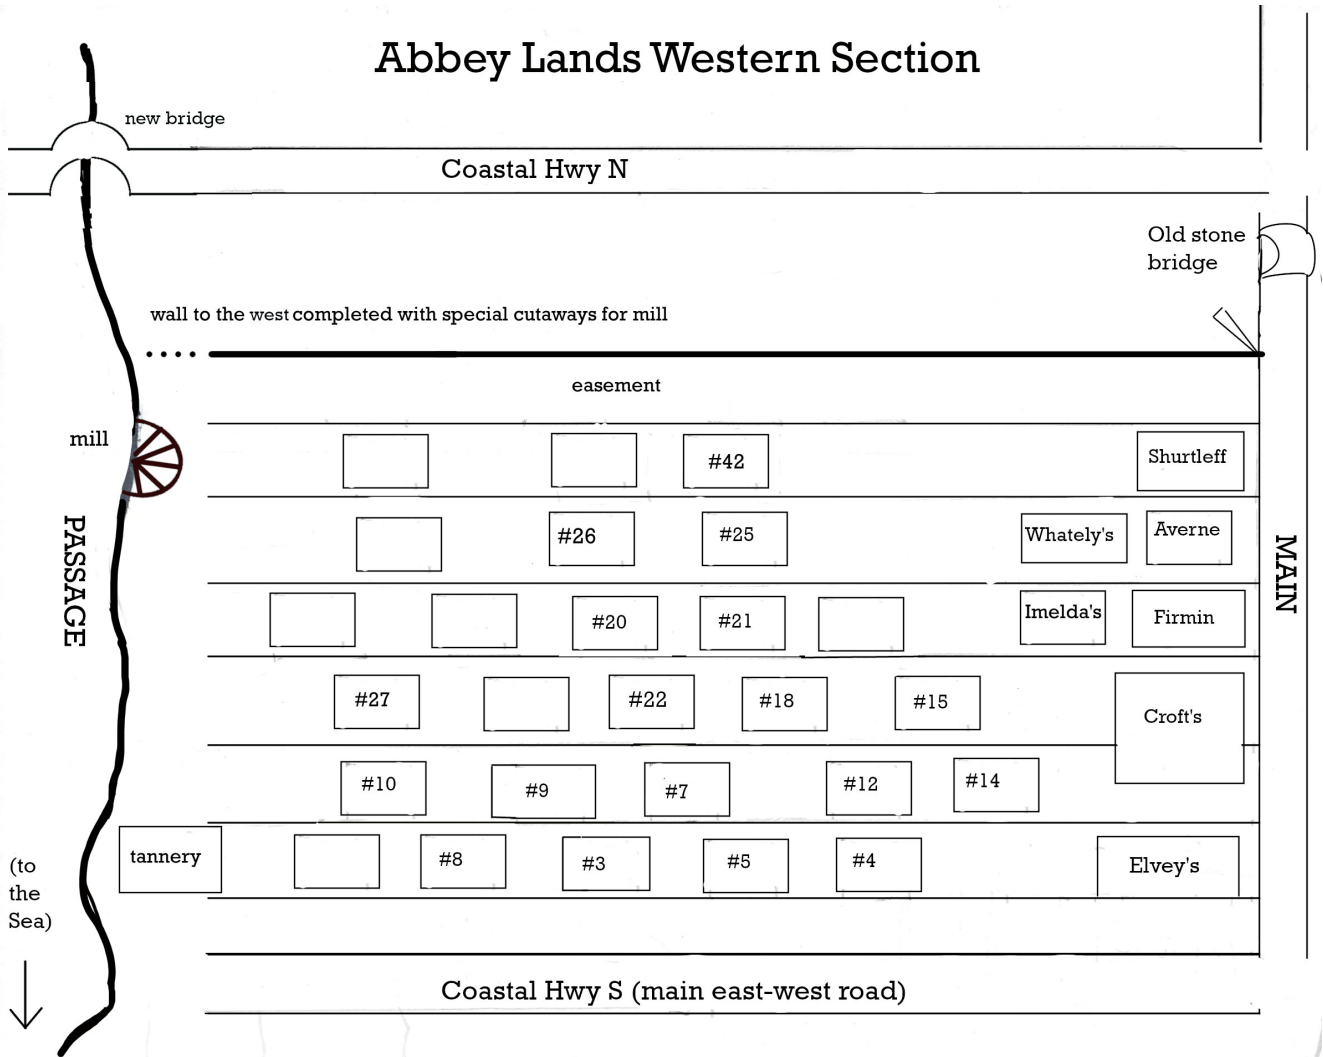 Abbey Lands Western Section
new bridge
Coastal Hwy N
Old stone
bridge
wall to the west completed with special cutaways for mill
easement
mill
#42
Shurtleff
PASSAGE
#26
#25
Whately's
Averne
MAIN
#20
#21
Imelda's
Firmin
#27
#22
#18
#15
Croft's
#10
#9
#7
#12
#14
tannery
#8
#3
#5
#4
Elvey's
(to
the
Sea)
Coastal Hwy S (main east-west road)